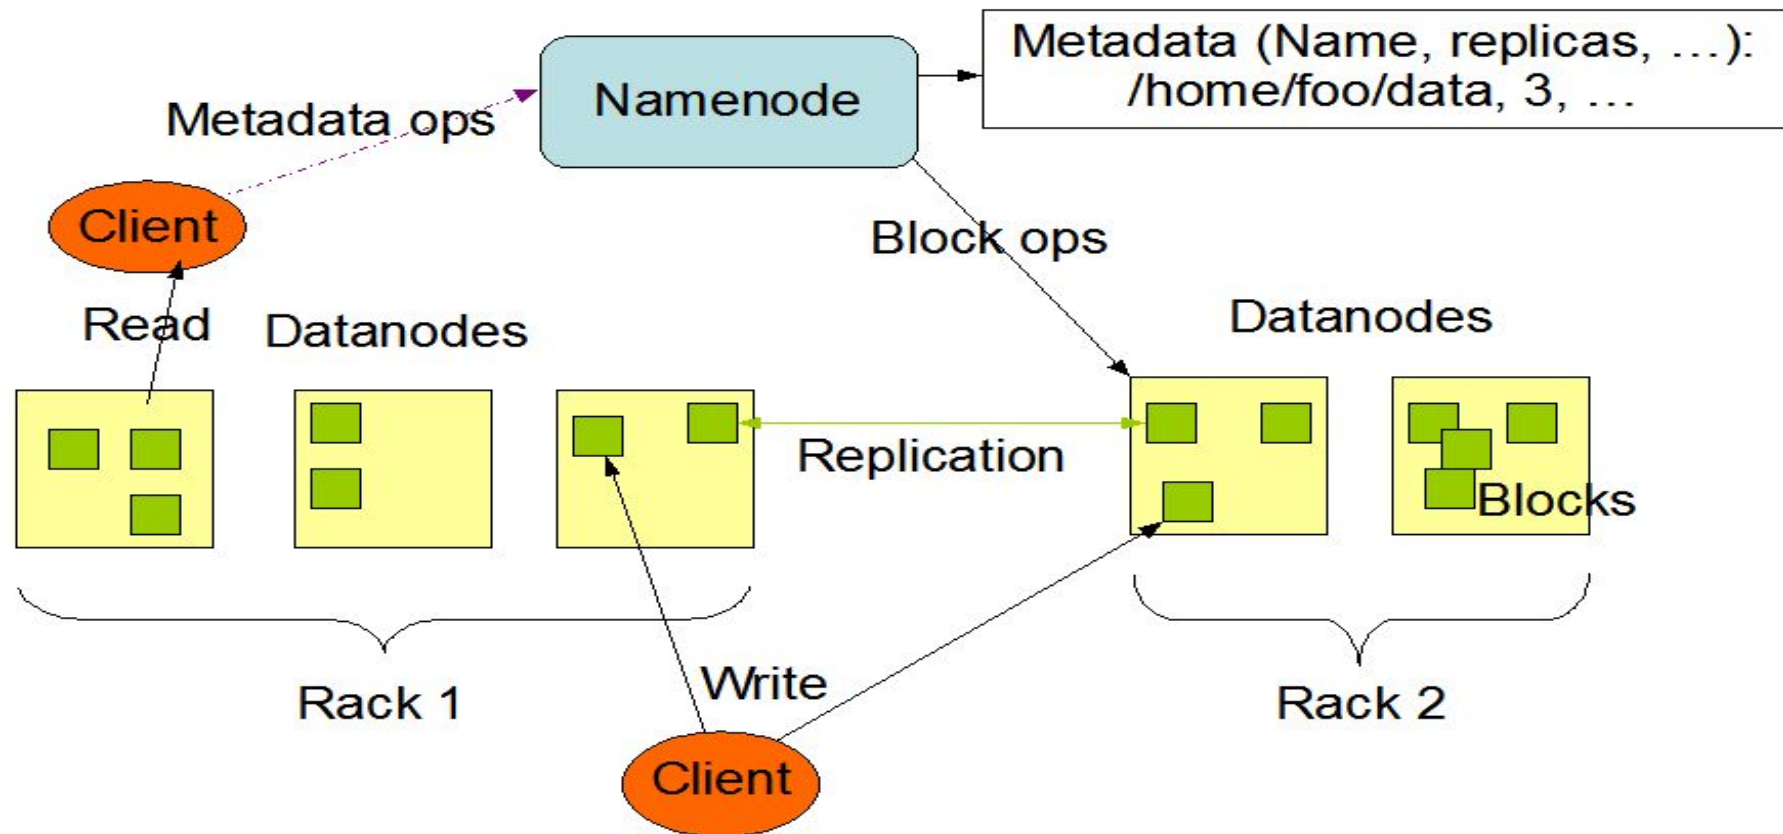 Metadata (Name, replicas, …):
/home/foo/data, 3, …
Namenode
Metadata ops
Client
Block ops
Read
Datanodes
Datanodes
Replication
Blocks
Rack 1
Write
Rack 2
Client